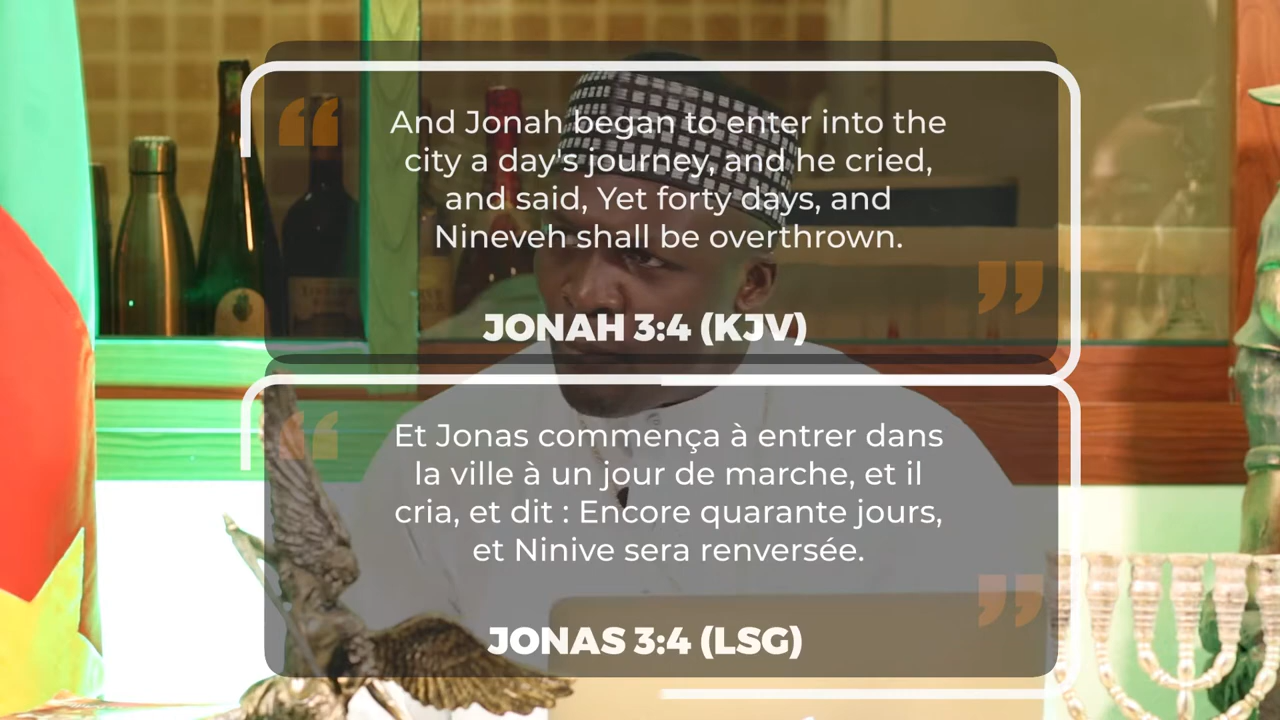 And Jonah began to enter into the
city a day's journey, and he cried,
and said, Yet forty days, and
Nineveh shall be overthrown.
JONAH 3:4 (KJV)
Et Jonas commença à entrer dans
la ville à un jour de marche, et il
cria, et dit : Encore quarante jours,
et Ninive sera renversée.
JONAS 3:4 (LSG)